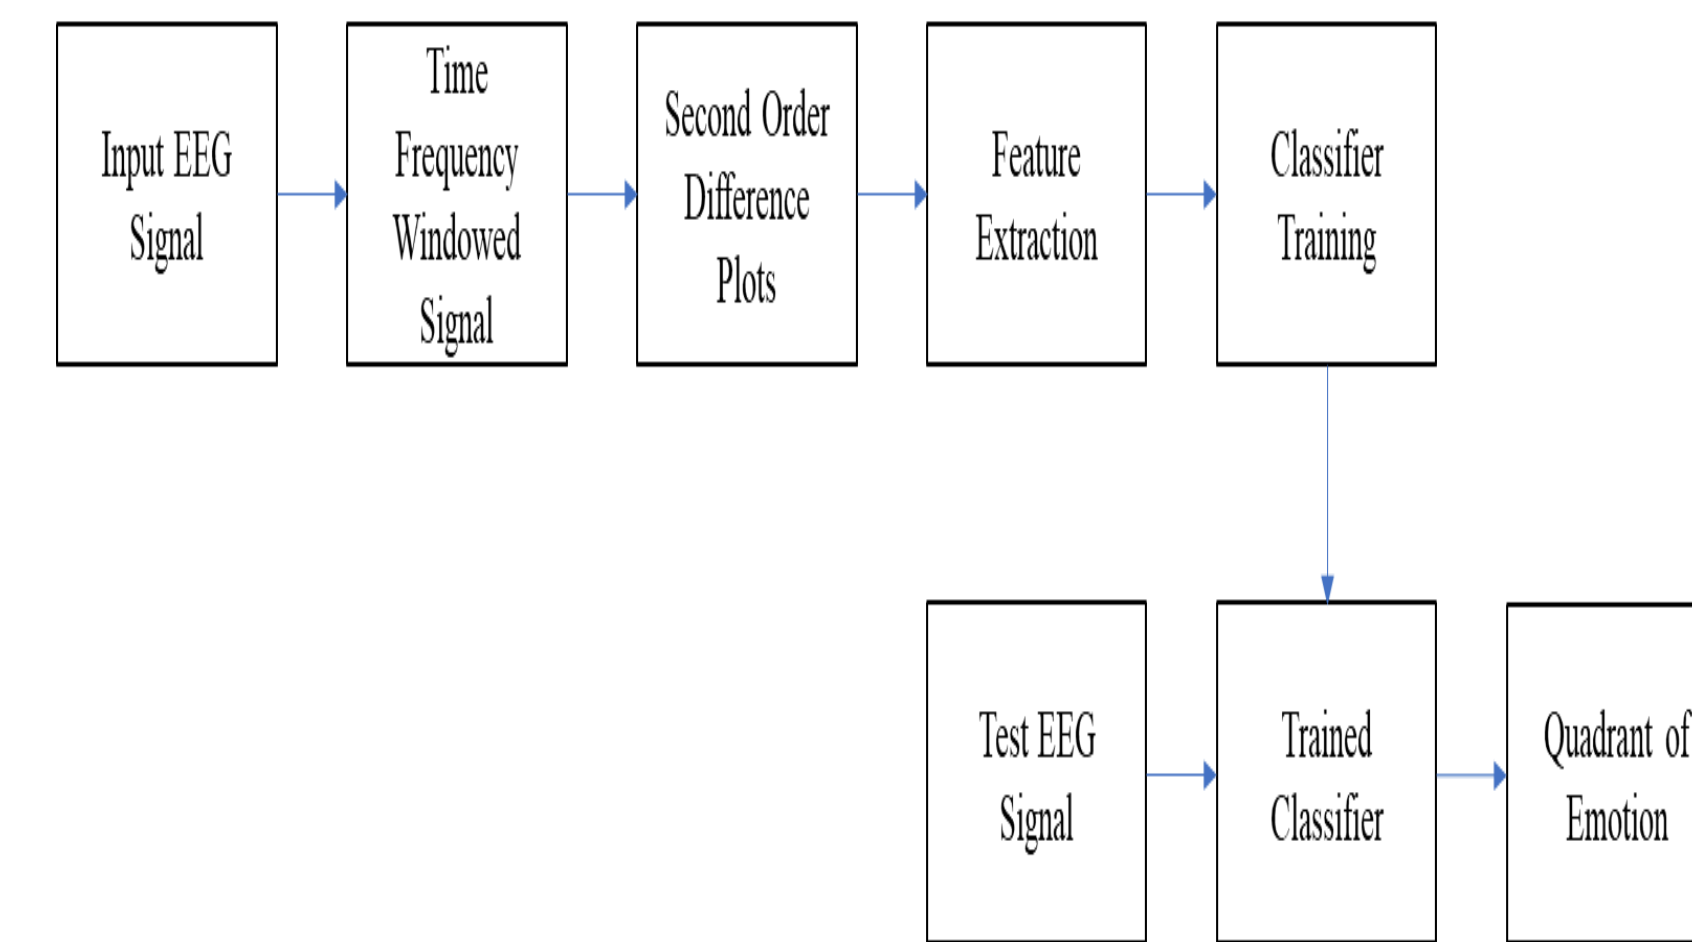 Input EEG
Signal
Time
Frequency
Windowed
Signal
Second Order
Difference
Plots
Feature
Extraction
Classifier
Training
Test EEG
Signal
Trained
Classifier
Quadrant of
Emotion